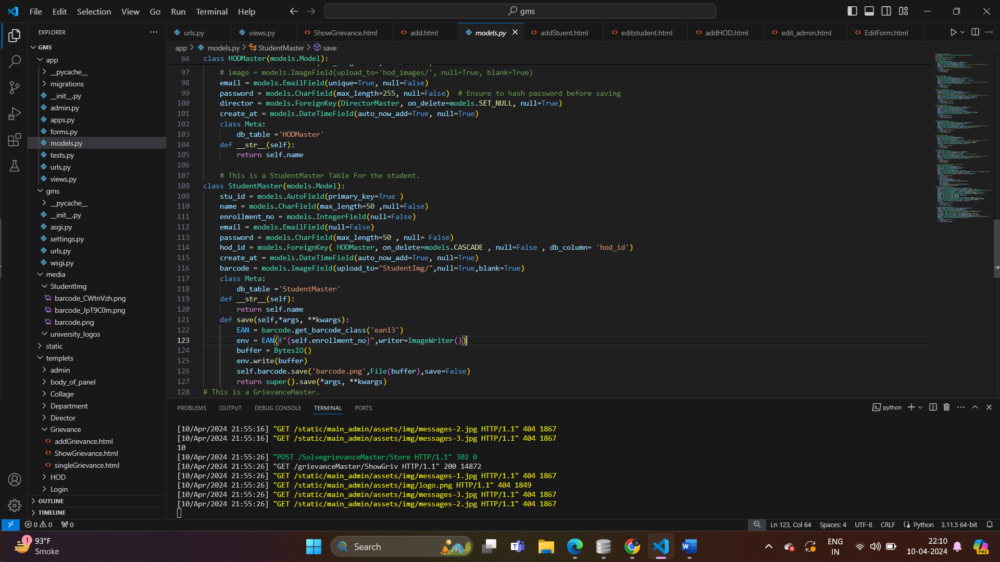 File Edit Selection View Go Run Terminal Help
gms
EXPLORER
urls.py views.py ShowGrievance.html add.html models.py addStuent.html editstudent.html addHOD.html edit_admin.html EditForm.html
app > models.py > StudentMaster > save
GMS
app
__pycache__
migrations
__init__.py
admin.py
apps.py
forms.py
models.py
tests.py
urls.py
views.py
gms
__pycache__
__init__.py
asgi.py
settings.py
urls.py
wsgi.py
media
StudentImg
barcode_CWtnVzh.png
barcode_JpT9C0m.png
barcode.png
university_logos
static
templets
admin
body_of_panel
Collage
Department
Director
Grievance
addGrievance.html
ShowGrievance.html
singleGrievance.html
HOD
Login
OUTLINE
TIMELINE
94 class HODMaster(models.Model):
97 # image = models.ImageField(upload_to='hod_images/', null=True, blank=True)
98 email = models.EmailField(unique=True, null=False)
99 password = models.CharField(max_length=255, null=False)  # Ensure to hash password before saving
100 director = models.ForeignKey(DirectorMaster, on_delete=models.SET_NULL, null=True)
101 create_at = models.DateTimeField(auto_now_add=True, null=True)
102 class Meta:
103 db_table ='HODMaster'
104 def __str__(self):
105 return self.name
106
107 # This is a StudentMaster Table For the student.
108 class StudentMaster(models.Model):
109 stu_id = models.AutoField(primary_key=True )
110 name = models.CharField(max_length=50 ,null=False)
111 enrollment_no = models.IntegerField(null=False)
112 email = models.EmailField(null=False)
113 password = models.CharField(max_length=50 , null= False)
114 hod_id = models.ForeignKey( HODMaster, on_delete=models.CASCADE , null=False , db_column= 'hod_id')
115 create_at = models.DateTimeField(auto_now_add=True, null=True)
116 barcode = models.ImageField(upload_to="StudentImg/",null=True,blank=True)
117 class Meta:
118 db_table ='StudentMaster'
119 def __str__(self):
120 return self.name
121 def save(self,*args, **kwargs):
122 EAN = barcode.get_barcode_class('ean13')
123 env = EAN(f"{self.enrollment_no}",writer=ImageWriter())
124 buffer = BytesIO()
125 env.write(buffer)
126 self.barcode.save('barcode.png',File(buffer),save=False)
127 return super().save(*args, **kwargs)
128 # This is a GrievanceMaster.
PROBLEMS OUTPUT DEBUG CONSOLE TERMINAL PORTS
python
[10/Apr/2024 21:55:16] "GET /static/main_admin/assets/img/messages-2.jpg HTTP/1.1" 404 1867
[10/Apr/2024 21:55:16] "GET /static/main_admin/assets/img/messages-3.jpg HTTP/1.1" 404 1867
10
[10/Apr/2024 21:55:26] "POST /SolvegrievanceMaster/Store HTTP/1.1" 302 0
[10/Apr/2024 21:55:26] "GET /grievanceMaster/ShowGriv HTTP/1.1" 200 14872
[10/Apr/2024 21:55:26] "GET /static/main_admin/assets/img/messages-1.jpg HTTP/1.1" 404 1867
[10/Apr/2024 21:55:26] "GET /static/main_admin/assets/img/logo.png HTTP/1.1" 404 1849
[10/Apr/2024 21:55:26] "GET /static/main_admin/assets/img/messages-3.jpg HTTP/1.1" 404 1867
[10/Apr/2024 21:55:26] "GET /static/main_admin/assets/img/messages-2.jpg HTTP/1.1" 404 1867
0 0 0 Ln 123, Col 64 Spaces: 4 UTF-8 CRLF Python 3.11.5 64-bit
1 93°F
Smoke
Search
ENG
IN
22:10
10-04-2024
PRE